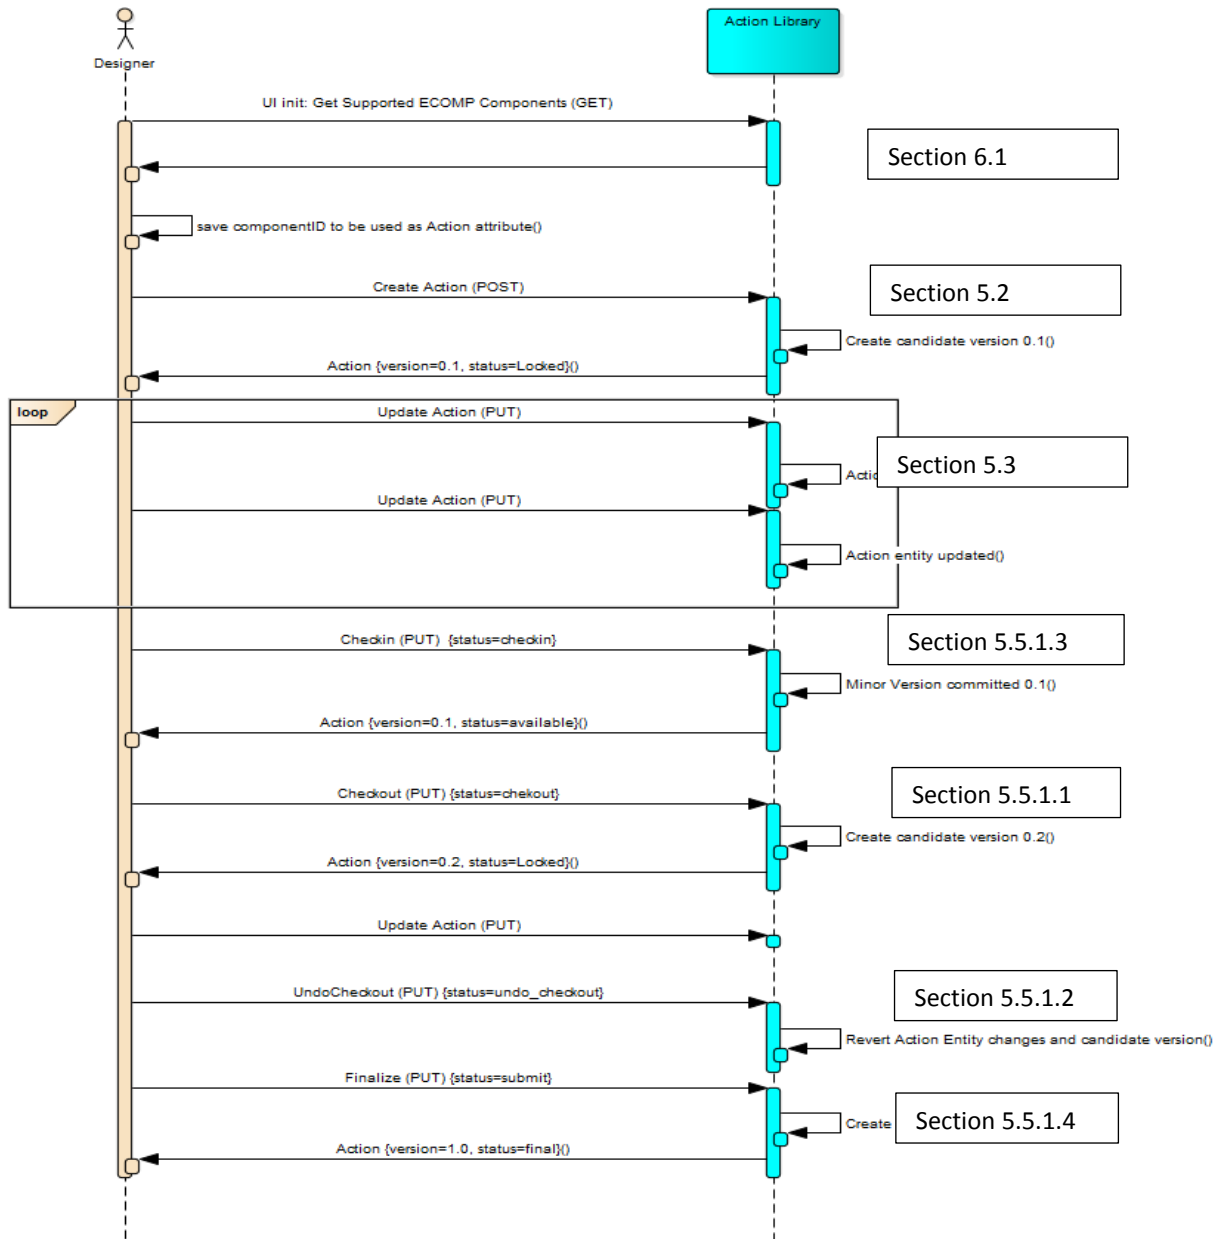 Designer
Action Library
UI init: Get Supported ECOMP Components (GET)
Section 6.1
save componentID to be used as Action attribute()
Create Action (POST)
Section 5.2
Create candidate version 0.1()
Action {version=0.1, status=Locked}()
loop
Update Action (PUT)
Section 5.3
Update Action (PUT)
Action entity updated()
Checkin (PUT)  {status=checkin}
Section 5.5.1.3
Minor Version committed 0.1()
Action {version=0.1, status=available}()
Checkout (PUT) {status=chekout}
Section 5.5.1.1
Create candidate version 0.2()
Action {version=0.2, status=Locked}()
Update Action (PUT)
UndoCheckout (PUT) {status=undo_checkout}
Section 5.5.1.2
Revert Action Entity changes and candidate version()
Finalize (PUT) {status=submit}
Create
Section 5.5.1.4
Action {version=1.0, status=final}()